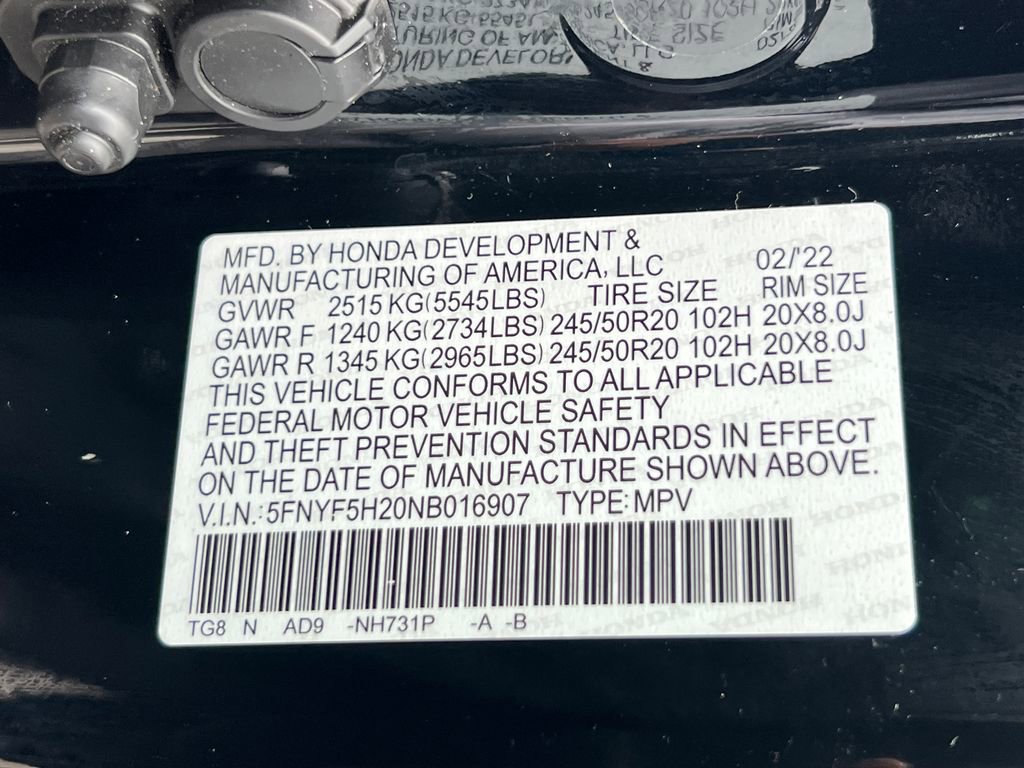 MFD. BY HONDA DEVELOPMENT &
MANUFACTURING OF AMERICA, LLC 02/'22
GVWR 2515 KG(5545LBS) TIRE SIZE RIM SIZE
GAWR F 1240 KG(2734LBS) 245/50R20 102H 20X8.0J
GAWR R 1345 KG(2965LBS) 245/50R20 102H 20X8.0J
THIS VEHICLE CONFORMS TO ALL APPLICABLE
FEDERAL MOTOR VEHICLE SAFETY
AND THEFT PREVENTION STANDARDS IN EFFECT
ON THE DATE OF MANUFACTURE SHOWN ABOVE.
V.I.N.: 5FNYF5H20NB016907 TYPE: MPV
TG8 N AD9 -NH731P -A -B